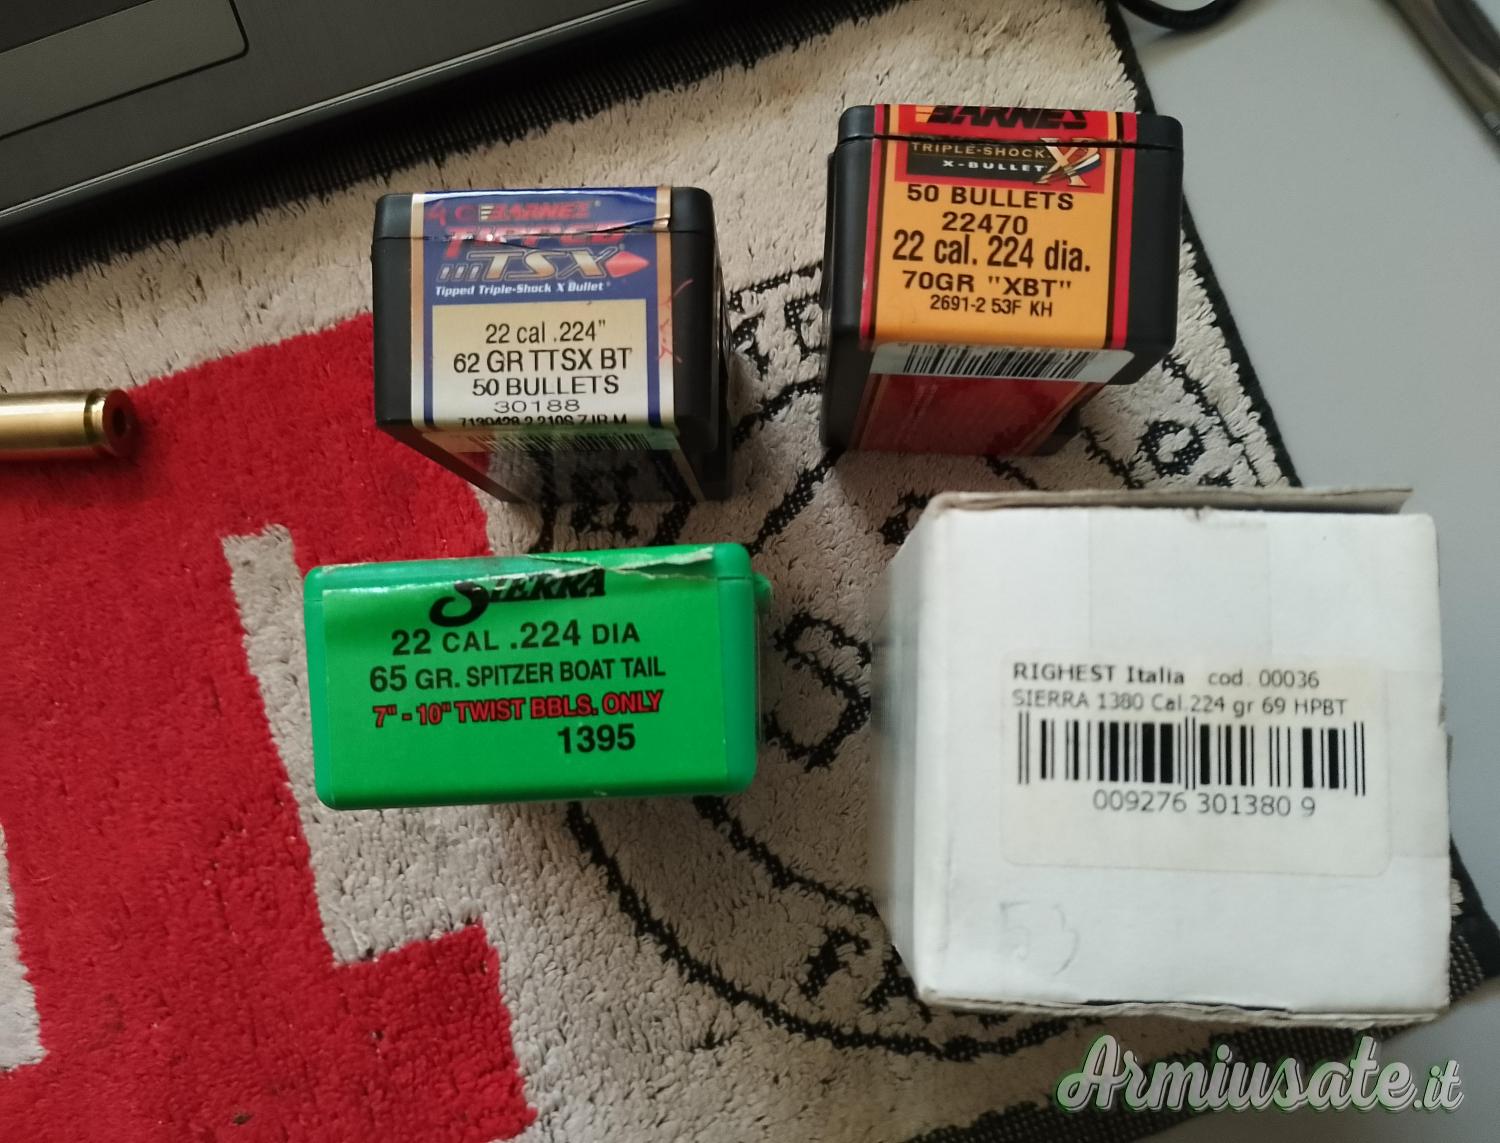 BARNES
TIPPED
TSX
Tipped Triple-Shock X Bullet
22 cal .224"
62 GR TTSX BT
50 BULLETS
30188
BARNES
TRIPLE-SHOCK X
X-BULLET
50 BULLETS
22470
22 cal. 224 dia.
70GR "XBT"
2691-2 53F KH
SIERRA
22 CAL .224 DIA
65 GR. SPITZER BOAT TAIL
7" - 10" TWIST BBLS. ONLY
1395
RIGHEST Italia cod. 00036
SIERRA 1380 Cal.224 gr 69 HPBT
009276 301380 9
53
Armiusate.it